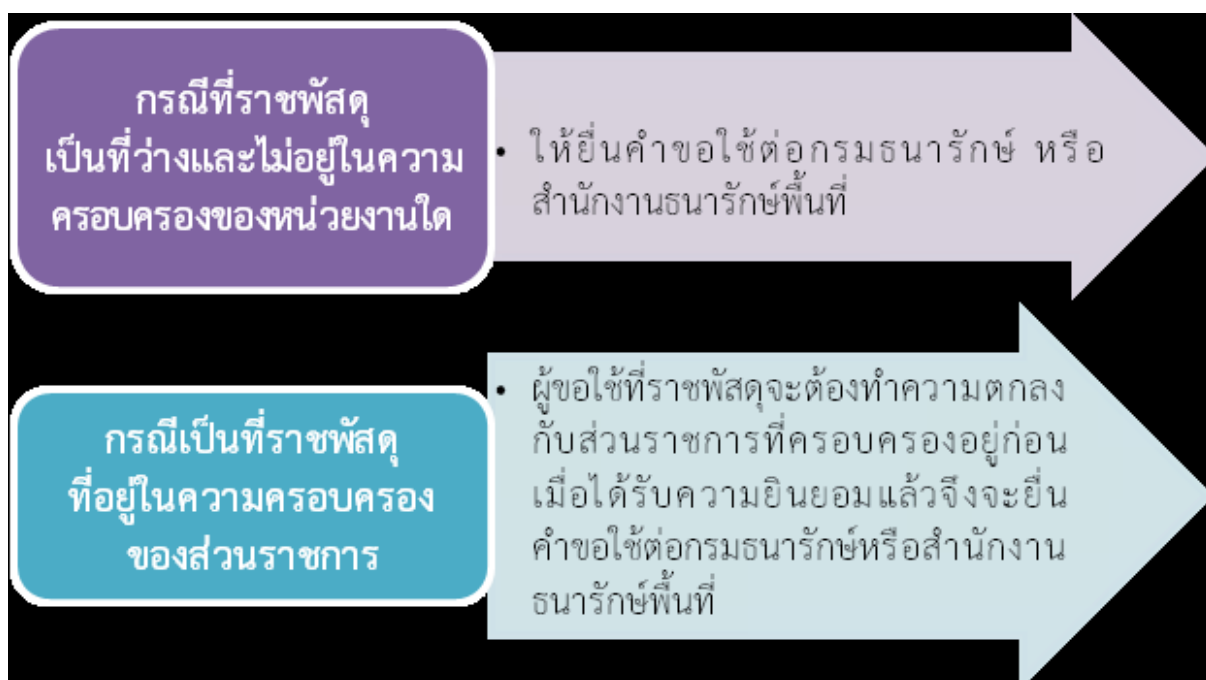 กรณีที่ราชพัสดุ
เป็นที่ว่างและไม่อยู่ในความ
ครอบครองของหน่วยงานใด
• ให้ยื่นคำขอใช้ต่อกรมธนารักษ์ หรือ
สำนักงานธนารักษ์พื้นที่
กรณีเป็นที่ราชพัสดุ
ที่อยู่ในความครอบครอง
ของส่วนราชการ
• ผู้ขอใช้ที่ราชพัสดุจะต้องทำความตกลง
กับส่วนราชการที่ครอบครองอยู่ก่อน
เมื่อได้รับความยินยอมแล้วจึงจะยื่น
คำขอใช้ต่อกรมธนารักษ์หรือสำนักงาน
ธนารักษ์พื้นที่